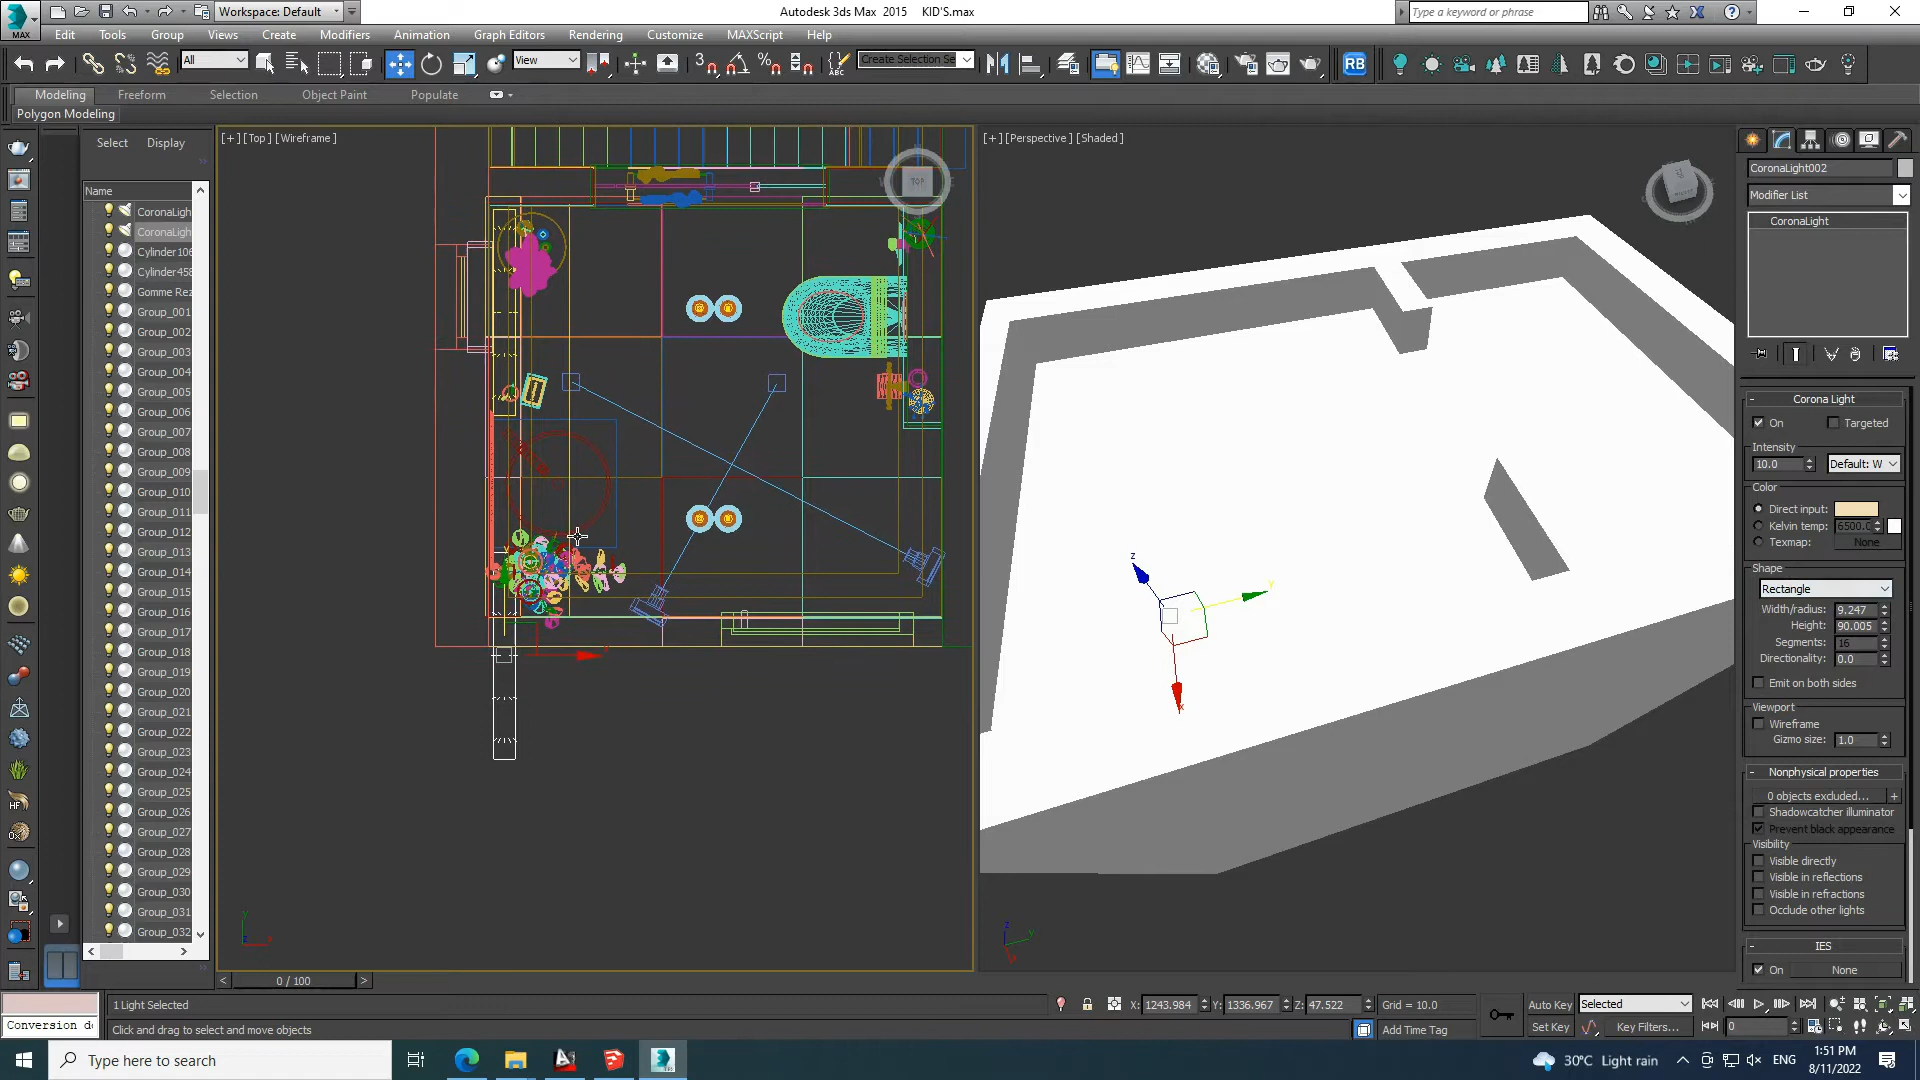 Workspace: Default
Autodesk 3ds Max 2015 KID'S.max
Type a keyword or phrase
MAX
Edit Tools Group Views Create Modifiers Animation Graph Editors Rendering Customize MAXScript Help
All
View
Create Selection Se
RB
Modeling Freeform Selection Object Paint Populate
Polygon Modeling
Select Display
[+] [Top] [Wireframe]
[+] [Perspective] [Shaded]
TOP
CoronaLight002
Modifier List
CoronaLight
Name
CoronaLigh
CoronaLigh
Cylinder106
Cylinder458
Gomme Rez
Group_001
Group_002
Group_003
Group_004
Group_005
Group_006
Group_007
Group_008
Group_009
Group_010
Group_011
Group_012
Group_013
Group_014
Group_015
Group_016
Group_017
Group_018
Group_019
Group_020
Group_021
Group_022
Group_023
Group_024
Group_025
Group_026
Group_027
Group_028
Group_029
Group_030
Group_031
Group_032
Corona Light
On Targeted
Intensity
10.0 Default: W
Color
Direct input:
Kelvin temp: 6500.0
Texmap: None
Shape
Rectangle
Width/radius: 9.247
Height: 90.005
Segments: 16
Directionality: 0.0
Emit on both sides
Viewport
Wireframe
Gizmo size: 1.0
Nonphysical properties
0 objects excluded... +
Shadowcatcher illuminator
Prevent black appearance
Visibility
Visible directly
Visible in reflections
Visible in refractions
Occlude other lights
IES
On None
0 / 100
1 Light Selected
X: 1243.984 Y: 1336.967 Z: 47.522 Grid = 10.0
Auto Key Selected
Conversion d
Click and drag to select and move objects
Add Time Tag
Set Key Key Filters... 0
Type here to search
30°C Light rain
ENG
1:51 PM
8/11/2022